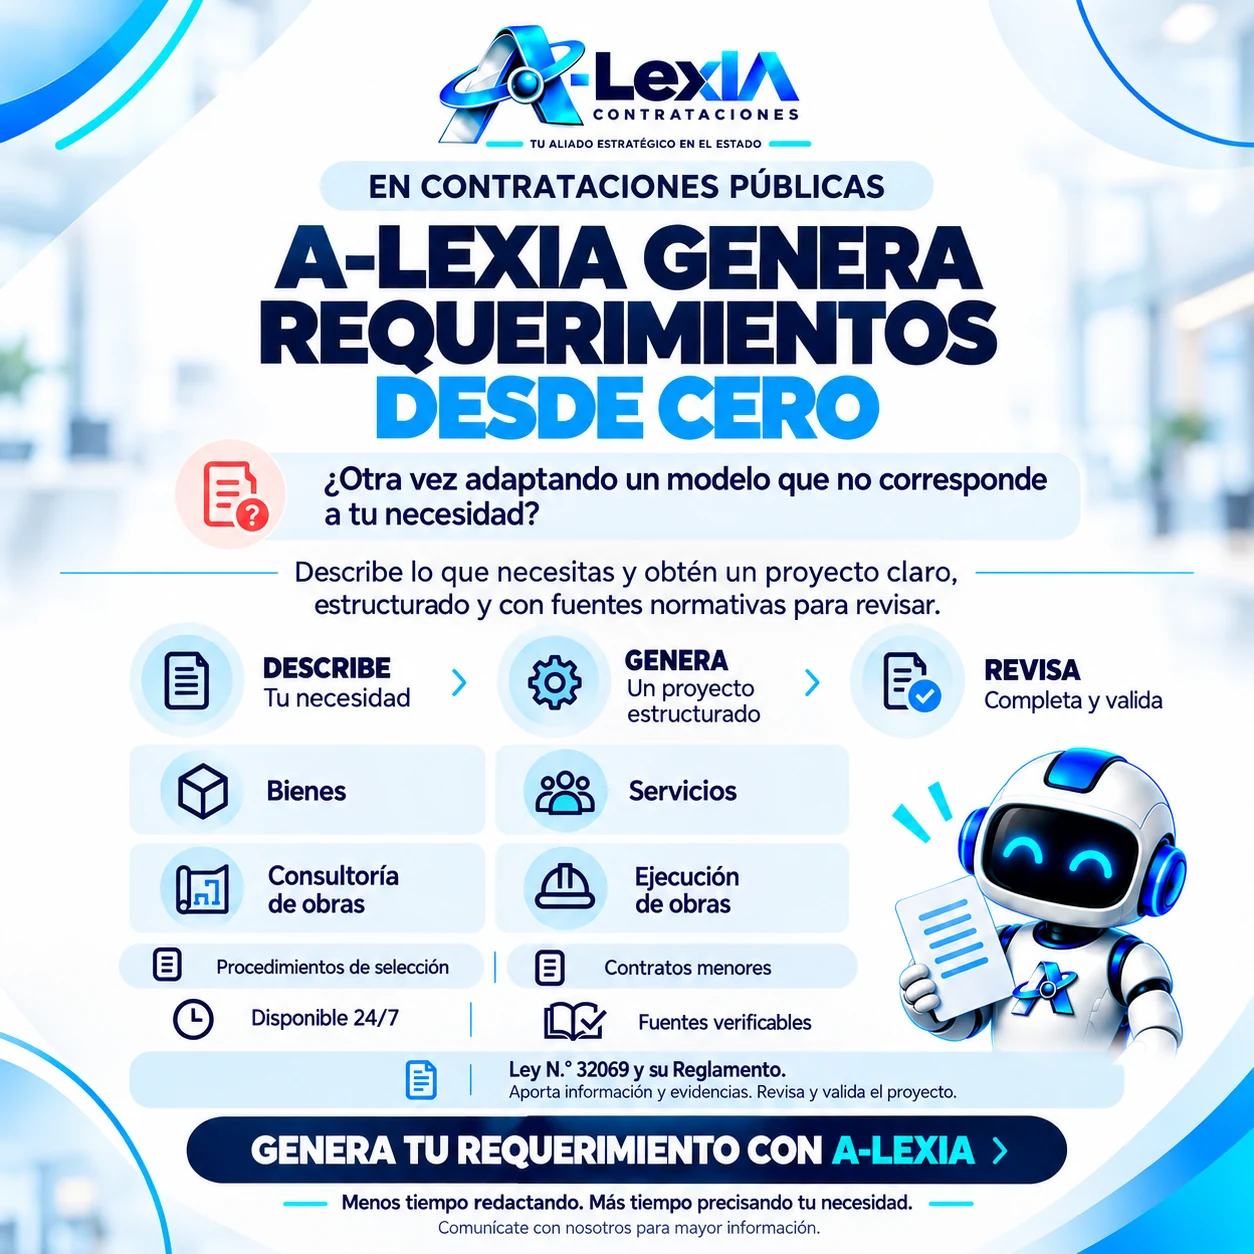 A-LexIA
CONTRATACIONES
TU ALIADO ESTRATÉGICO EN EL ESTADO
EN CONTRATACIONES PÚBLICAS
A-LEXIA GENERA
REQUERIMIENTOS
DESDE CERO
¿Otra vez adaptando un modelo que no corresponde
a tu necesidad?
Describe lo que necesitas y obtén un proyecto claro,
estructurado y con fuentes normativas para revisar.
DESCRIBE
Tu necesidad
GENERA
Un proyecto
estructurado
REVISA
Completa y valida
Bienes
Servicios
Consultoría
de obras
Ejecución
de obras
Procedimientos de selección
Contratos menores
Disponible 24/7
Fuentes verificables
Ley N.° 32069 y su Reglamento.
Aporta información y evidencias. Revisa y valida el proyecto.
GENERA TU REQUERIMIENTO CON A-LEXIA
Menos tiempo redactando. Más tiempo precisando tu necesidad.
Comunícate con nosotros para mayor información.